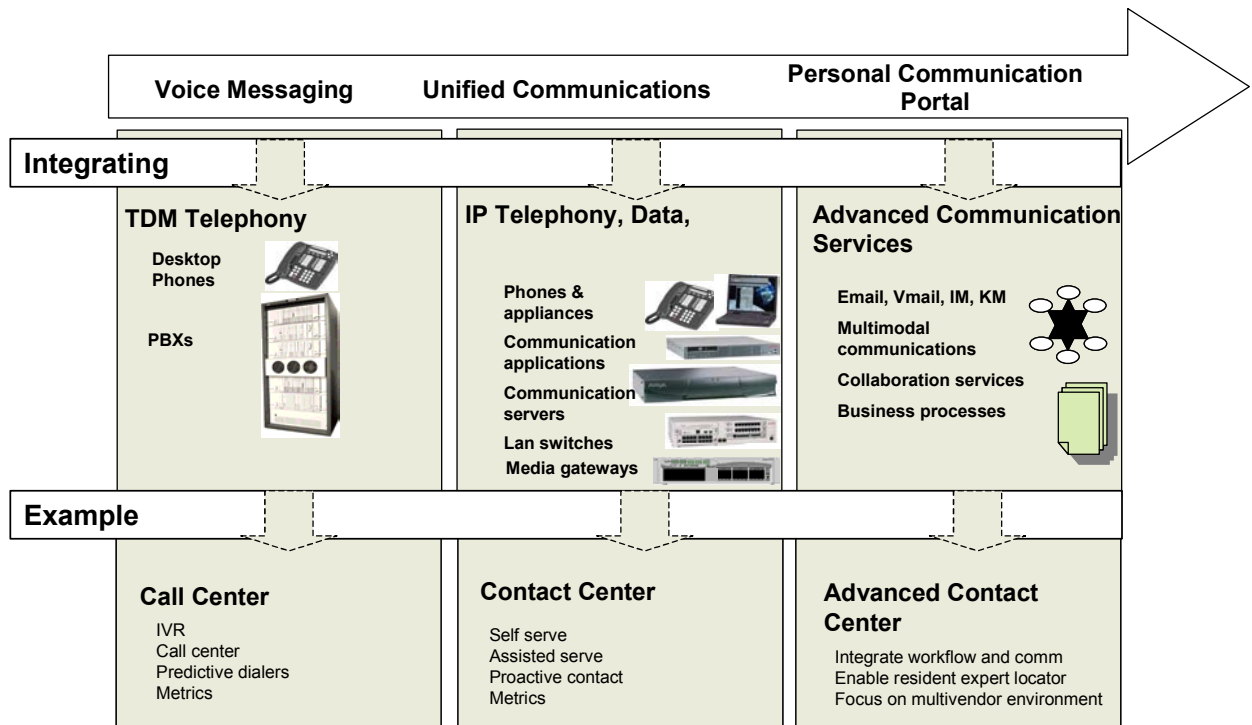 Voice Messaging
Unified Communications
Personal Communication
Portal
Integrating
TDM Telephony
Desktop
Phones
PBXs
IP Telephony, Data,
Phones &
appliances
Communication
applications
Communication
servers
AVAYA
Lan switches
Media gateways
Advanced Communication
Services
Email, Vmail, IM, KM
Multimodal
communications
Collaboration services
Business processes
Example
Call Center
IVR
Call center
Predictive dialers
Metrics
Contact Center
Self serve
Assisted serve
Proactive contact
Metrics
Advanced Contact
Center
Integrate workflow and comm
Enable resident expert locator
Focus on multivendor environment